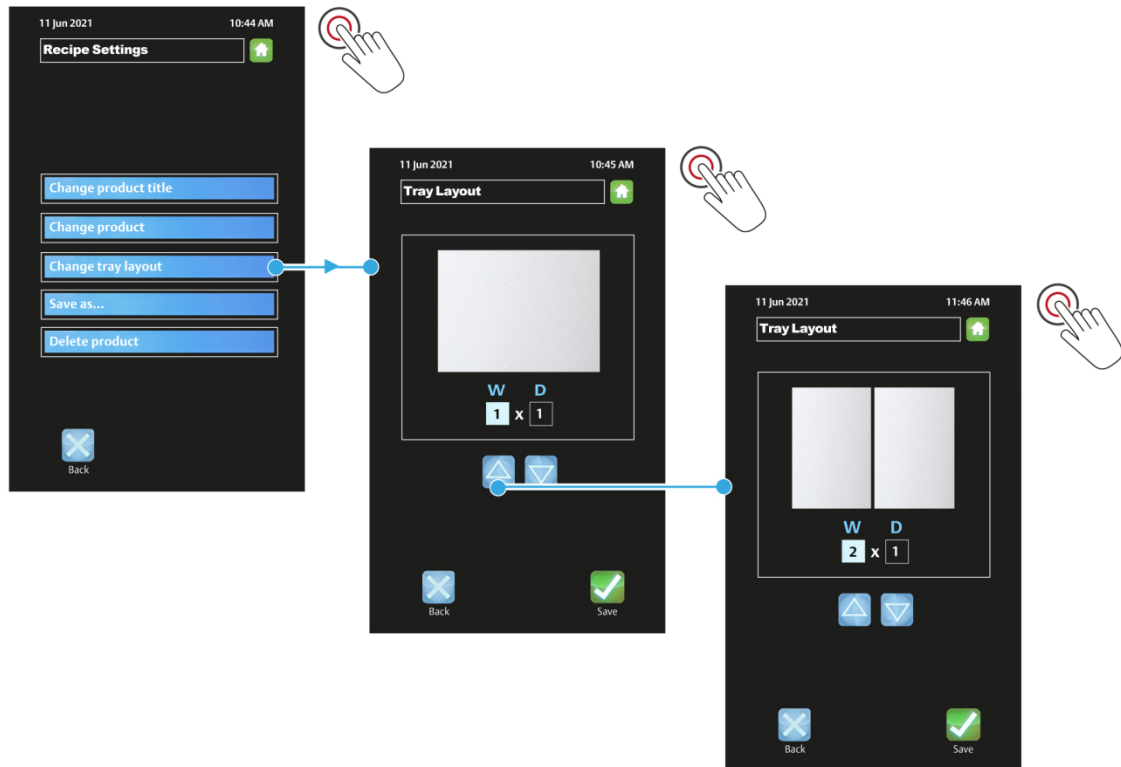 11 Jun 2021 10:44 AM
Recipe Settings
Change product title
Change product
Change tray layout
Save as...
Delete product
Back
11 Jun 2021 10:45 AM
Tray Layout
W D
1 x 1
Back Save
11 Jun 2021 11:46 AM
Tray Layout
W D
2 x 1
Back Save